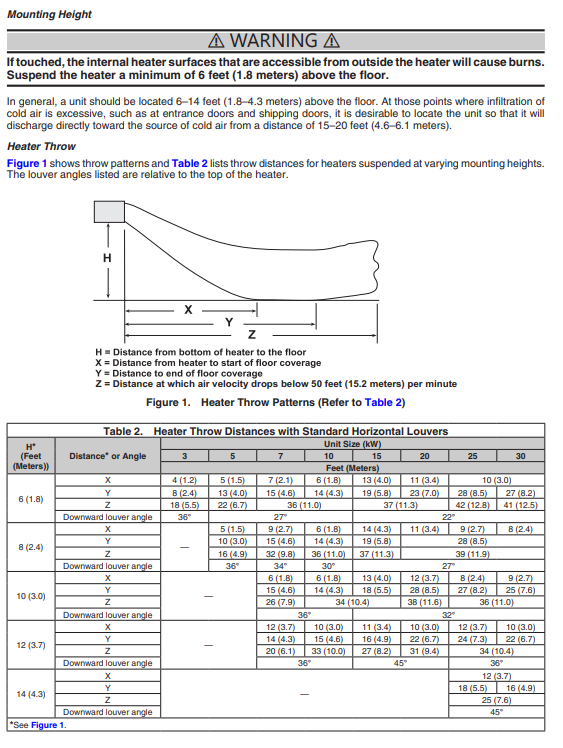 Mounting Height
⚠ WARNING ⚠
If touched, the internal heater surfaces that are accessible from outside the heater will cause burns.
Suspend the heater a minimum of 6 feet (1.8 meters) above the floor.
In general, a unit should be located 6–14 feet (1.8–4.3 meters) above the floor. At those points where infiltration of
cold air is excessive, such as at entrance doors and shipping doors, it is desirable to locate the unit so that it will
discharge directly toward the source of cold air from a distance of 15–20 feet (4.6–6.1 meters).
Heater Throw
Figure 1 shows throw patterns and Table 2 lists throw distances for heaters suspended at varying mounting heights.
The louver angles listed are relative to the top of the heater.
H
X
Y
Z
H = Distance from bottom of heater to the floor
X = Distance from heater to start of floor coverage
Y = Distance to end of floor coverage
Z = Distance at which air velocity drops below 50 feet (15.2 meters) per minute
Figure 1. Heater Throw Patterns (Refer to Table 2)
Table 2. Heater Throw Distances with Standard Horizontal Louvers
H* (Feet (Meters)) Distance* or Angle Unit Size (kW)
3 5 7 10 15 20 25 30
Feet (Meters)
6 (1.8) X 4 (1.2) 5 (1.5) 7 (2.1) 6 (1.8) 13 (4.0) 11 (3.4) 10 (3.0)
Y 8 (2.4) 13 (4.0) 15 (4.6) 14 (4.3) 19 (5.8) 23 (7.0) 28 (8.5) 27 (8.2)
Z 18 (5.5) 22 (6.7) 36 (11.0) 37 (11.3) 42 (12.8) 41 (12.5)
Downward louver angle 36° 27° 22°
8 (2.4) X — 5 (1.5) 9 (2.7) 6 (1.8) 14 (4.3) 11 (3.4) 9 (2.7) 8 (2.4)
Y 10 (3.0) 15 (4.6) 14 (4.3) 19 (5.8) 28 (8.5)
Z 16 (4.9) 32 (9.8) 36 (11.0) 37 (11.3) 39 (11.9)
Downward louver angle 36° 34° 30° 27°
10 (3.0) X — 6 (1.8) 6 (1.8) 13 (4.0) 12 (3.7) 8 (2.4) 9 (2.7)
Y 15 (4.6) 14 (4.3) 18 (5.5) 28 (8.5) 27 (8.2) 25 (7.6)
Z 26 (7.9) 34 (10.4) 38 (11.6) 36 (11.0)
Downward louver angle 36° 32°
12 (3.7) X — 12 (3.7) 10 (3.0) 11 (3.4) 10 (3.0) 12 (3.7) 10 (3.0)
Y 14 (4.3) 15 (4.6) 16 (4.9) 22 (6.7) 24 (7.3) 22 (6.7)
Z 20 (6.1) 33 (10.0) 27 (8.2) 31 (9.4) 34 (10.4)
Downward louver angle 36° 45° 36°
14 (4.3) X — 12 (3.7)
Y 18 (5.5) 16 (4.9)
Z 25 (7.6)
Downward louver angle 45°
*See Figure 1.